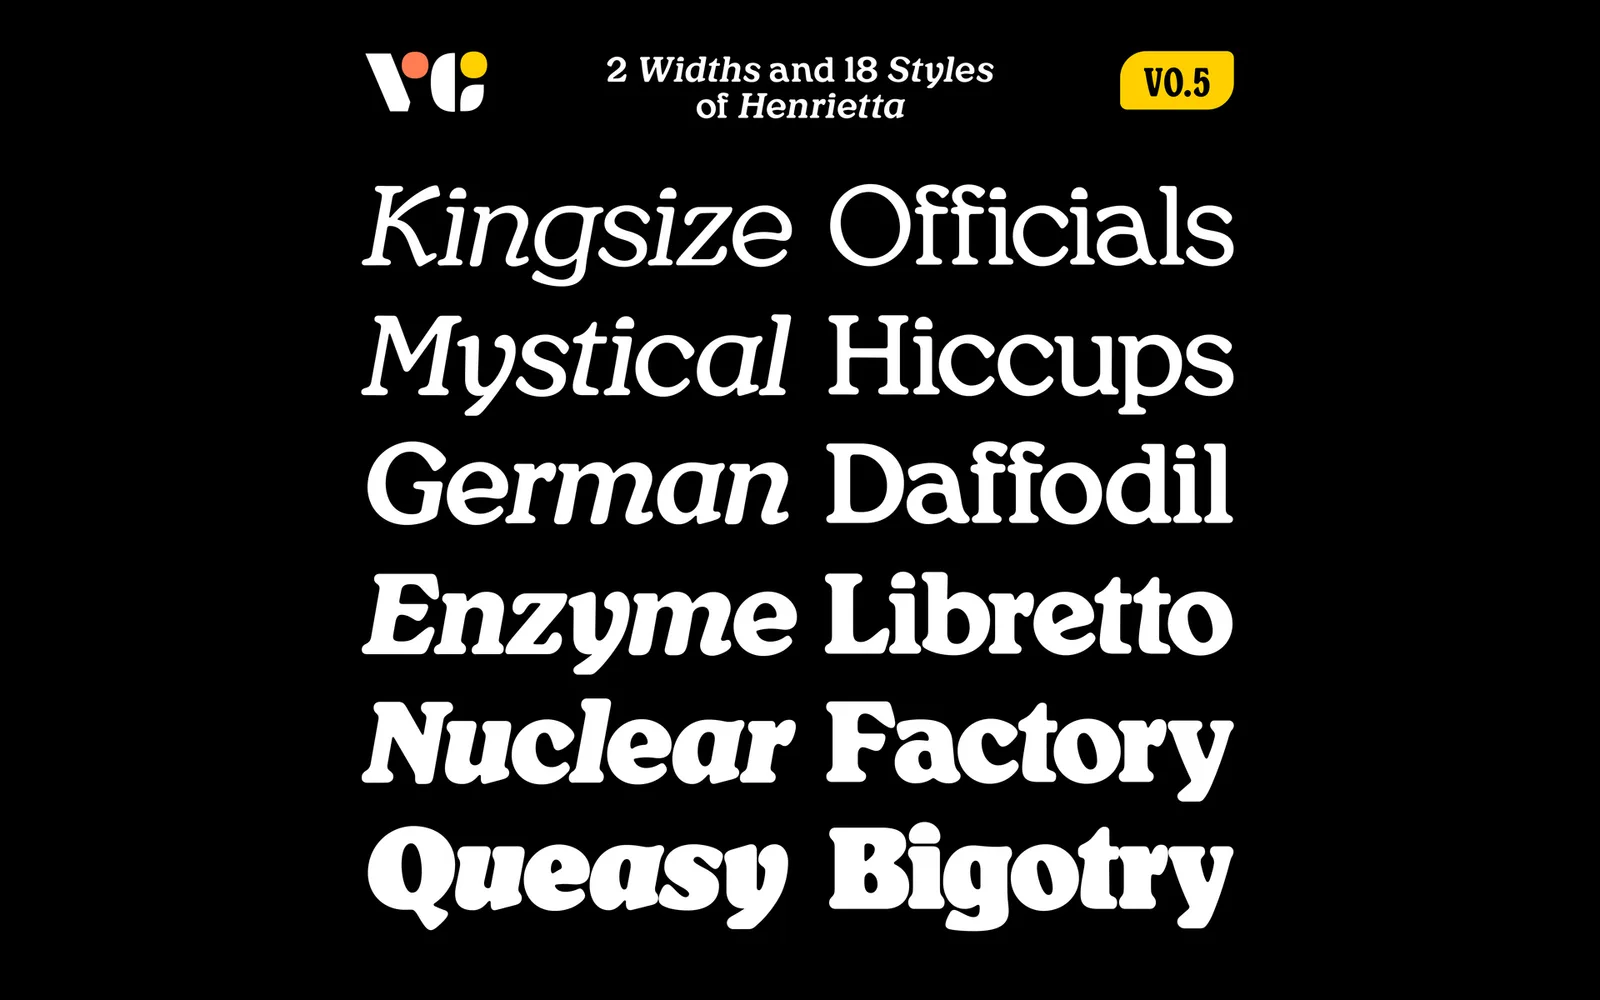 VG
2 Widths and 18 Styles
of Henrietta
V0.5
Kingsize Officials
Mystical Hiccups
German Daffodil
Enzyme Libretto
Nuclear Factory
Queasy Bigotry